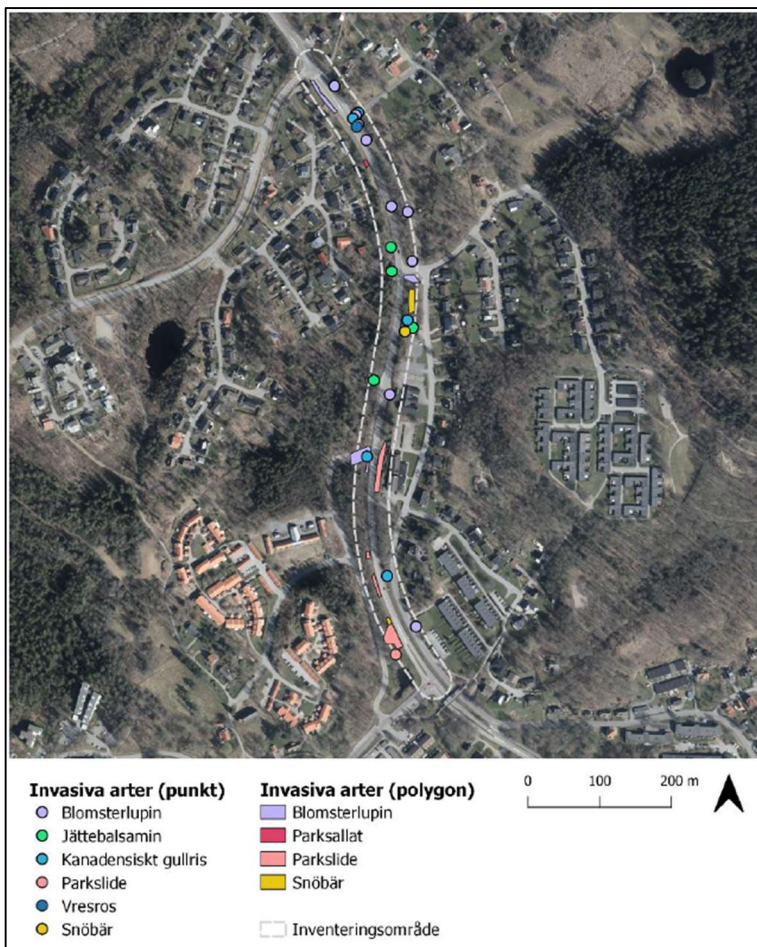 Invasiva arter (punkt)
Blomsterlupin
Jättebalsamin
Kanadensiskt gullris
Parkslide
Vresros
Snöbär
Invasiva arter (polygon)
Blomsterlupin
Parksallat
Parkslide
Snöbär
Inventeringsområde
0 100 200 m